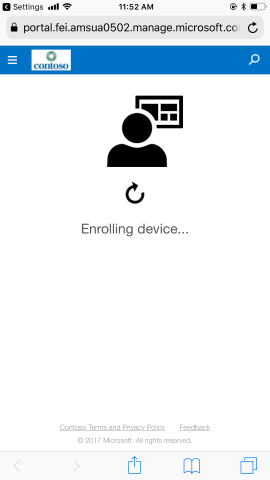 Settings
11:52 AM
portal.fei.amsua0502.manage.microsoft.co
contoso
Enrolling device...
Contoso Terms and Privacy Policy Feedback
© 2017 Microsoft. All rights reserved.